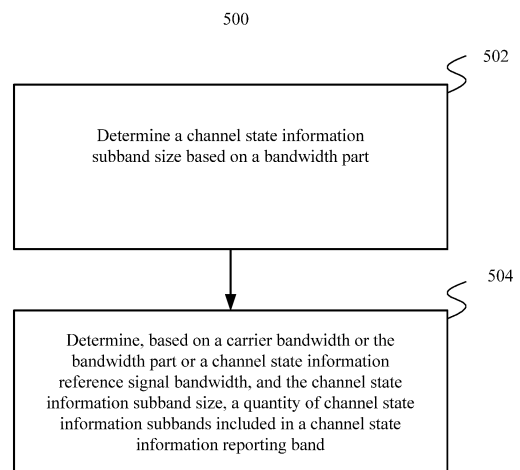 500
502
Determine a channel state information
subband size based on a bandwidth part
504
Determine, based on a carrier bandwidth or the
bandwidth part or a channel state information
reference signal bandwidth, and the channel state
information subband size, a quantity of channel state
information subbands included in a channel state
information reporting band